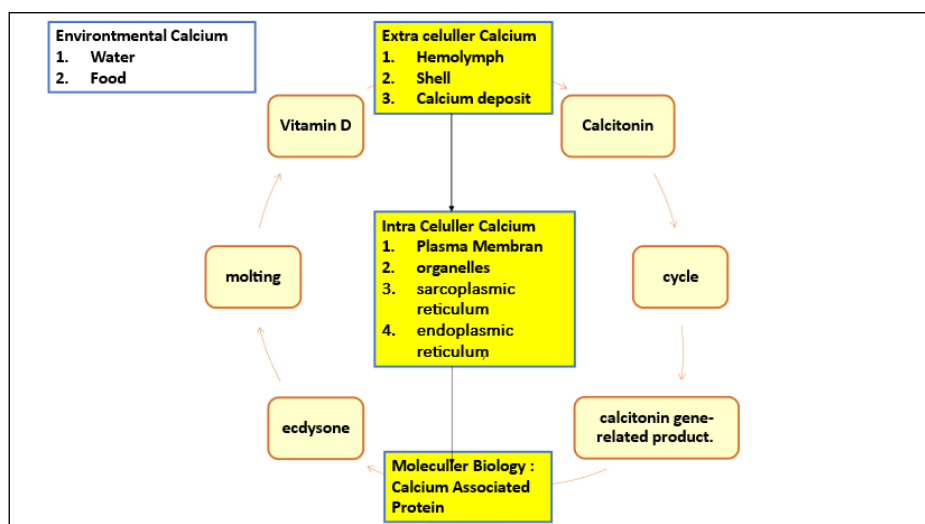 Environtmental Calcium
1. Water
2. Food
Extra celuller Calcium
1. Hemolymph
2. Shell
3. Calcium deposit
Vitamin D
Calcitonin
Intra Celuller Calcium
1. Plasma Membran
2. organelles
3. sarcoplasmic
reticulum
4. endoplasmic
reticulum,
molting
cycle
ecdysone
calcitonin gene-
related product.
Moleculler Biology :
Calcium Associated
Protein